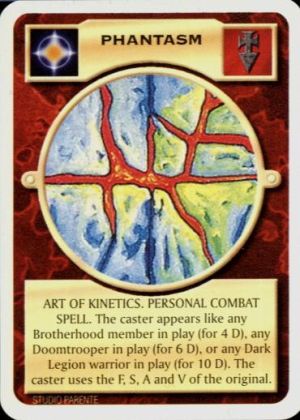 PHANTASM
ART OF KINETICS. PERSONAL COMBAT
SPELL. The caster appears like any
Brotherhood member in play (for 4 D), any
Doomtrooper in play (for 6 D), or any Dark
Legion warrior in play (for 10 D). The
caster uses the F, S, A and V of the original.
STUDIO PARENTE